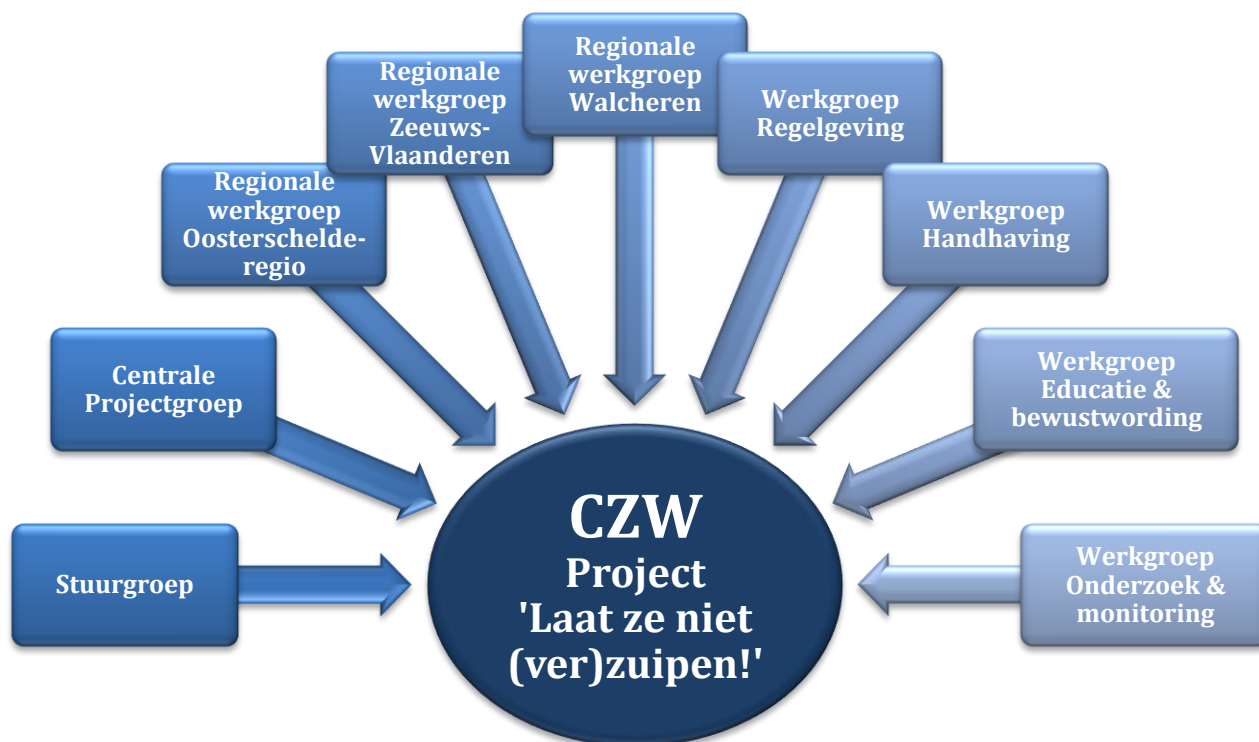 Stuurgroep
Centrale
Projectgroep
Regionale
werkgroep
Oosterschelde-
regio
Regionale
werkgroep
Zeeuws-
Vlaanderen
Regionale
werkgroep
Walcheren
Werkgroep
Regelgeving
Werkgroep
Handhaving
Werkgroep
Educatie &
bewustwording
Werkgroep
Onderzoek &
monitoring
CZW
Project
'Laat ze niet
(ver)zuipen!'